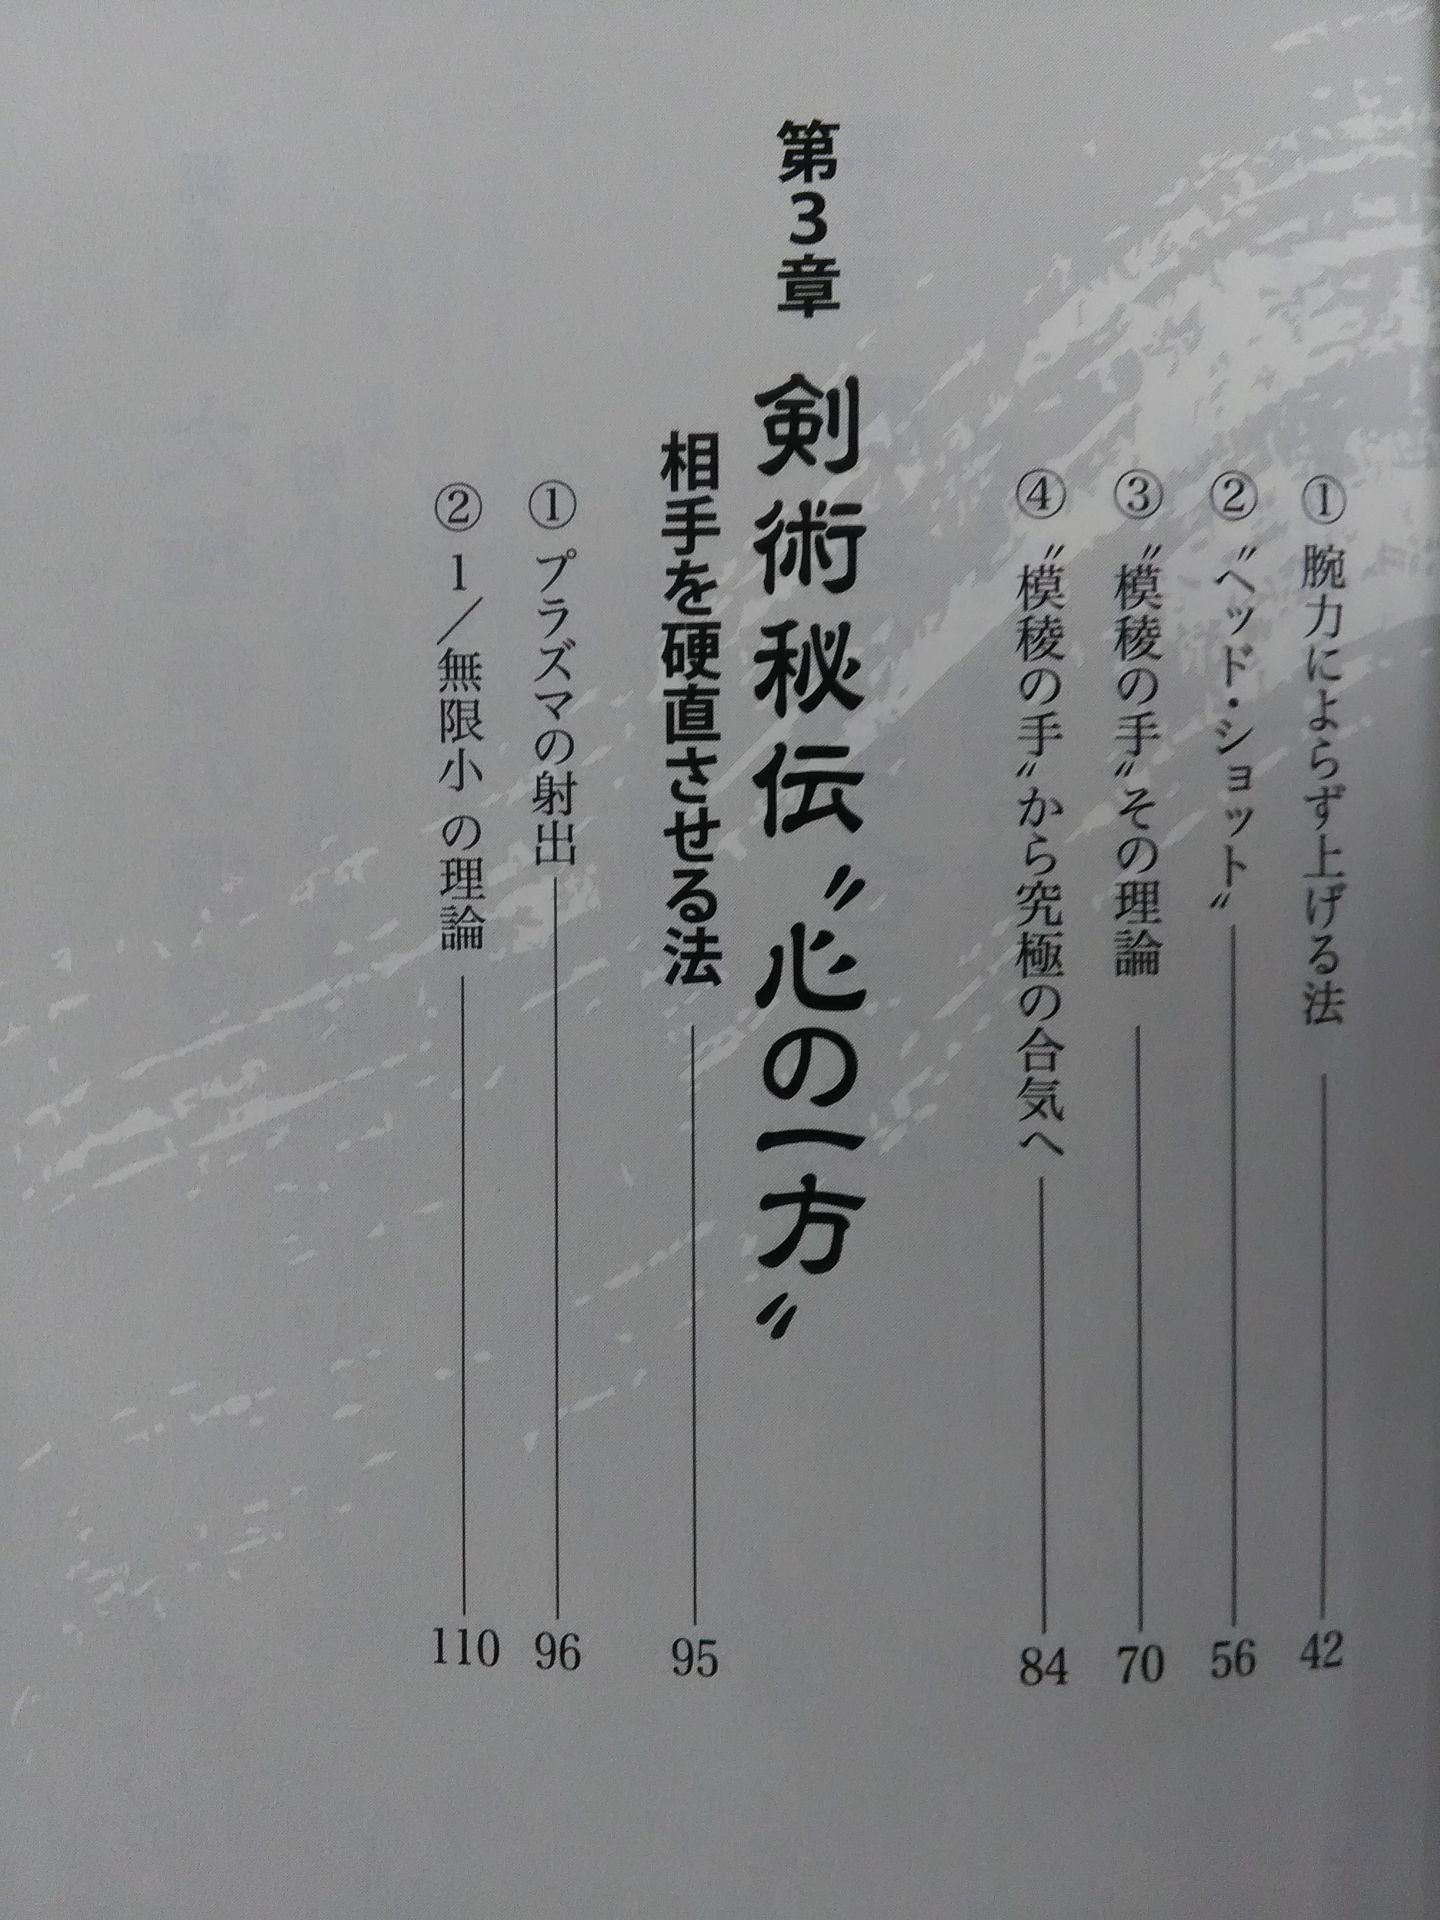 ① 腕力によらず上げる法 42
② 〝ヘッド・ショット〟 56
③ 〝模稜の手〟その理論 70
④ 〝模稜の手〟から究極の合気へ 84
第3章 剣術秘伝〝心の一方〟
相手を硬直させる法 95
① プラズマの射出 96
② 1／無限小 の理論 110